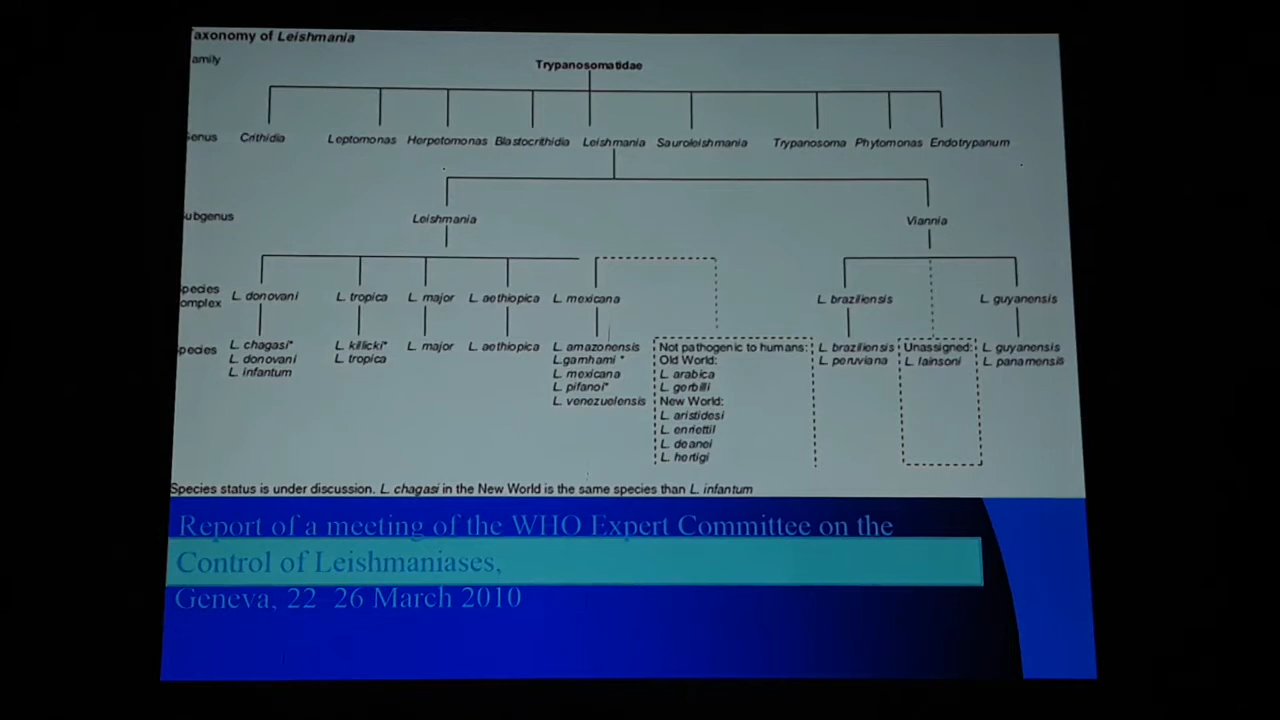 axonomy of Leishmania
amily
Trypanosomatidae
enus Crithidia Leptomonas Herpetomonas Blastocrithidia Leishmania Sauroleishmania Trypanosoma Phytomonas Endotrypanum
ubgenus Leishmania Viannia
pecies
omplex L. donovani L. tropica L. major L. aethiopica L. mexicana L. braziliensis L. guyanensis
pecies L. chagasi* L. killicki* L. major L. aethiopica L. amazonensis Not pathogenic to humans: L. braziliensis Unassigned: L. guyanensis
L. donovani L. tropica L.garnhami * Old World: L. peruviana L. lainsoni L. panamensis
L. infantum L. mexicana L. arabica
L. pifanoi* L. gerbilli
L. venezuelensis New World:
L. aristidesi
L. enriettii
L. deanei
L. hertigi
Species status is under discussion. L. chagasi in the New World is the same species than L. infantum
Report of a meeting of the WHO Expert Committee on the
Control of Leishmaniases,
Geneva, 22 26 March 2010